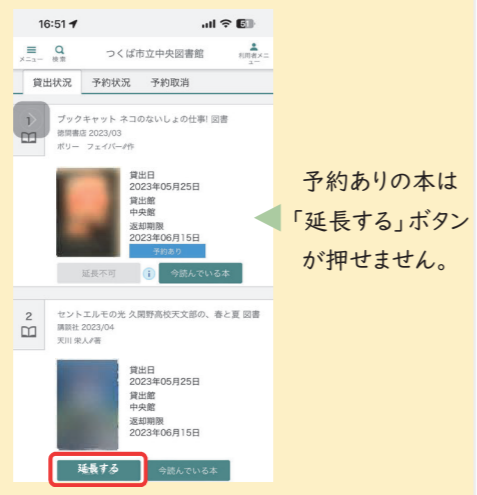 16:51
51
メニュー
検索
つくば市立中央図書館
利用者メニュー
貸出状況 予約状況 予約取消
1
ブックキャット ネコのないしょの仕事! 図書
徳間書店 2023/03
ポリー フェイバー∥作
貸出日
2023年05月25日
貸出館
中央館
返却期限
2023年06月15日
予約あり
延長不可 i 今読んでいる本
予約ありの本は
「延長する」ボタン
が押せません。
2
セントエルモの光 久閑野高校天文部の、春と夏 図書
講談社 2023/04
天川 栄人∥著
貸出日
2023年05月25日
貸出館
中央館
返却期限
2023年06月15日
延長する 今読んでいる本